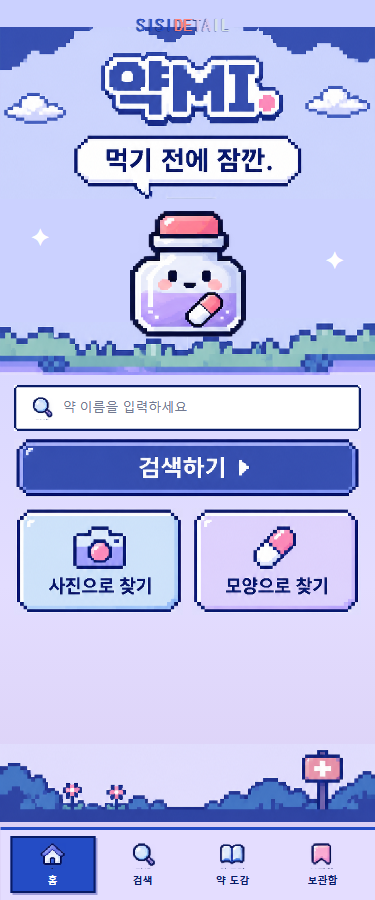 SISIDETAIL
약MI.
먹기 전에 잠깐.
약 이름을 입력하세요
검색하기
사진으로 찾기
모양으로 찾기
홈
검색
약 도감
보관함